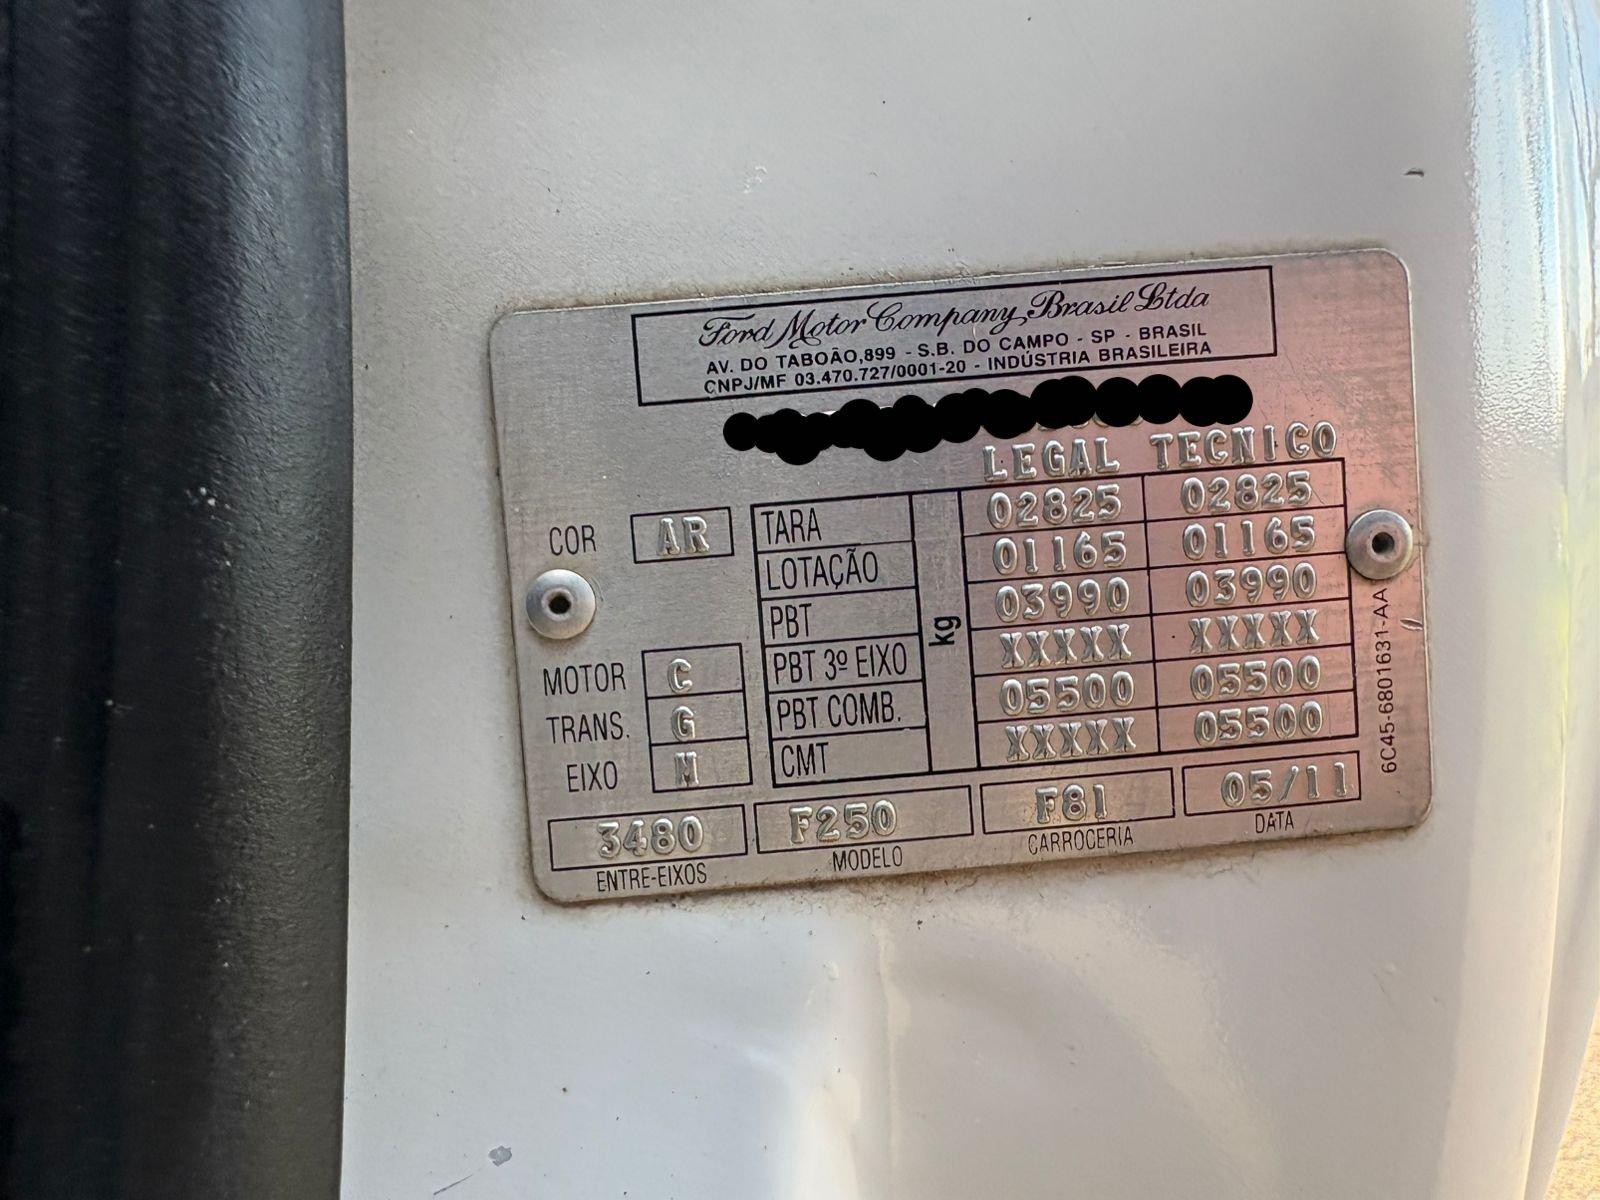 Ford Motor Company Brasil Ltda
AV. DO TABOÃO,899 - S.B. DO CAMPO - SP - BRASIL
CNPJ/MF 03.470.727/0001-20 - INDÚSTRIA BRASILEIRA
LEGAL TECNICO
COR AR
TARA 02825 02825
LOTAÇÃO 01165 01165
PBT 03990 03990
PBT 3º EIXO XXXXX XXXXX
PBT COMB. 05500 05500
CMT XXXXX 05500
kg
MOTOR C
TRANS. G
EIXO M
3480 F250 F81 05/11
ENTRE-EIXOS MODELO CARROCERIA DATA
6C45-6801631-AA